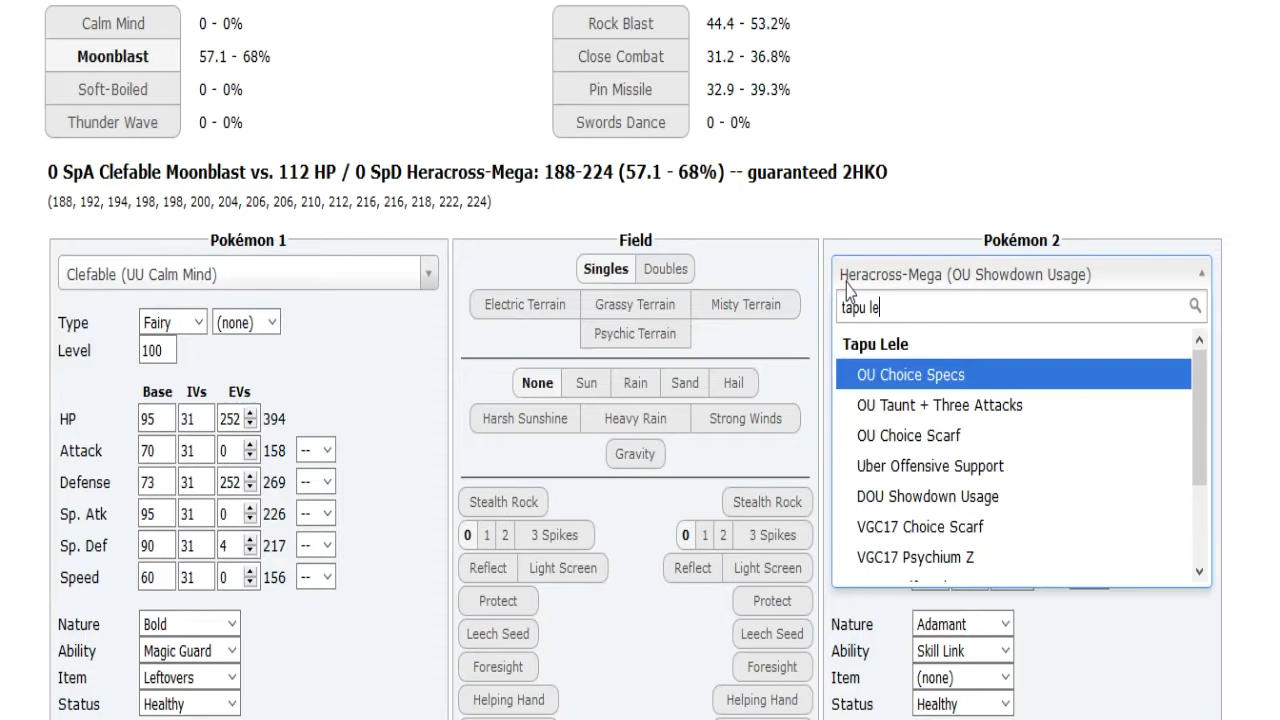 Calm Mind 0 - 0% Rock Blast 44.4 - 53.2%
Moonblast 57.1 - 68% Close Combat 31.2 - 36.8%
Soft-Boiled 0 - 0% Pin Missile 32.9 - 39.3%
Thunder Wave 0 - 0% Swords Dance 0 - 0%
0 SpA Clefable Moonblast vs. 112 HP / 0 SpD Heracross-Mega: 188-224 (57.1 - 68%) -- guaranteed 2HKO
(188, 192, 194, 198, 198, 200, 204, 206, 206, 210, 212, 216, 216, 218, 222, 224)
Pokémon 1
Clefable (UU Calm Mind)
Type Fairy (none)
Level 100
Base IVs EVs
HP 95 31 252 394
Attack 70 31 0 158 --
Defense 73 31 252 269 --
Sp. Atk 95 31 0 226 --
Sp. Def 90 31 4 217 --
Speed 60 31 0 156 --
Nature Bold
Ability Magic Guard
Item Leftovers
Status Healthy
Field
Singles Doubles
Electric Terrain Grassy Terrain Misty Terrain
Psychic Terrain
None Sun Rain Sand Hail
Harsh Sunshine Heavy Rain Strong Winds
Gravity
Stealth Rock Stealth Rock
0 1 2 3 Spikes 0 1 2 3 Spikes
Reflect Light Screen Reflect Light Screen
Protect Protect
Leech Seed Leech Seed
Foresight Foresight
Helping Hand Helping Hand
Pokémon 2
Heracross-Mega (OU Showdown Usage)
tapu le
Tapu Lele
OU Choice Specs
OU Taunt + Three Attacks
OU Choice Scarf
Uber Offensive Support
DOU Showdown Usage
VGC17 Choice Scarf
VGC17 Psychium Z
Nature Adamant
Ability Skill Link
Item (none)
Status Healthy